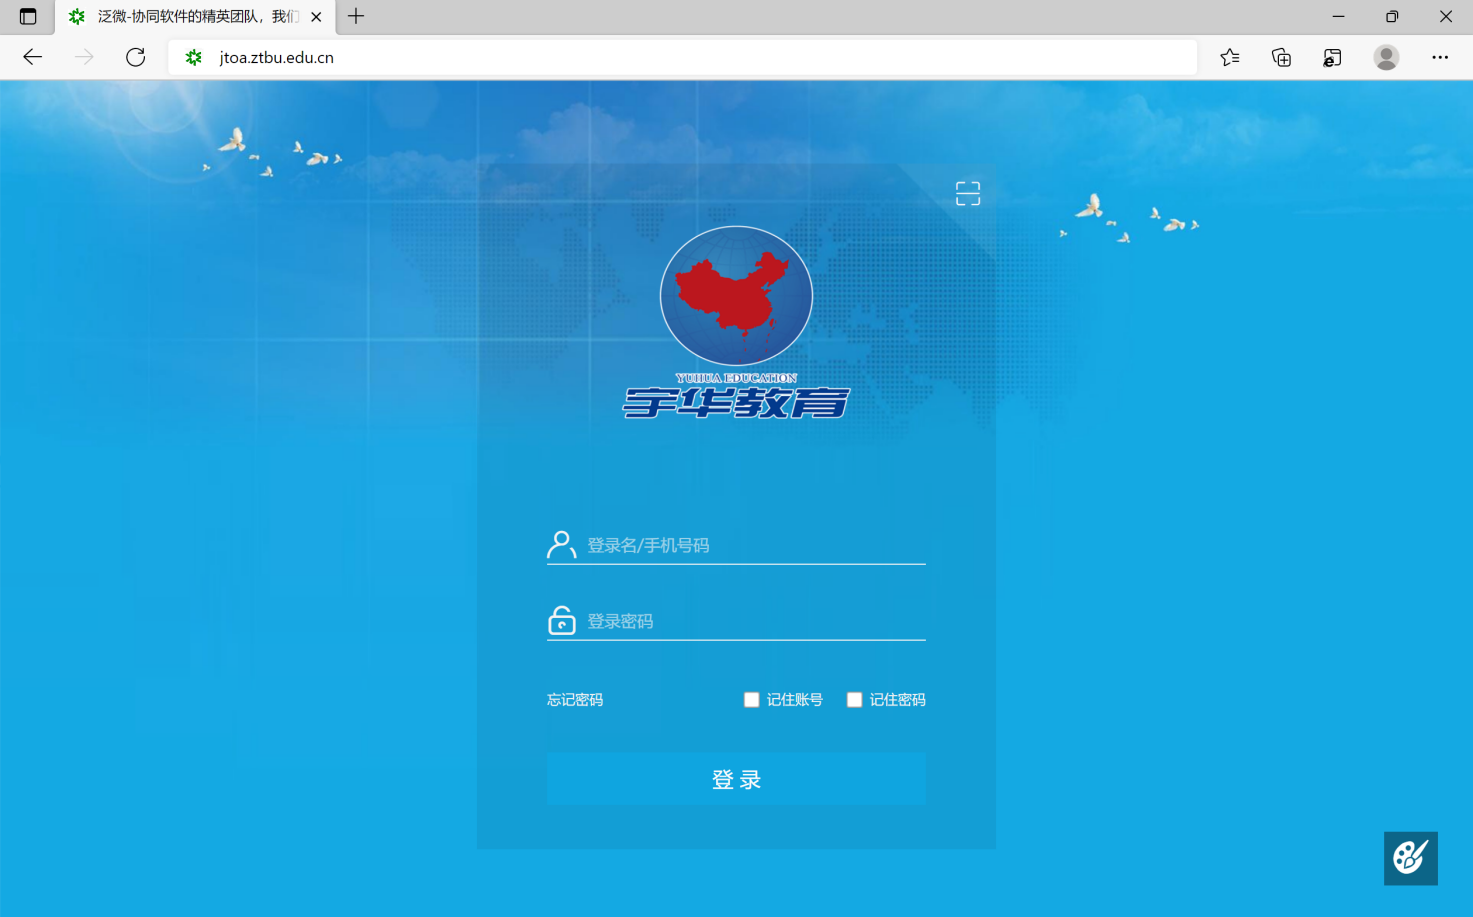 泛微-协同软件的精英团队，我们
jtoa.ztbu.edu.cn
YUHUA EDUCATION
宇华教育
登录名/手机号码
登录密码
忘记密码
记住账号
记住密码
登录